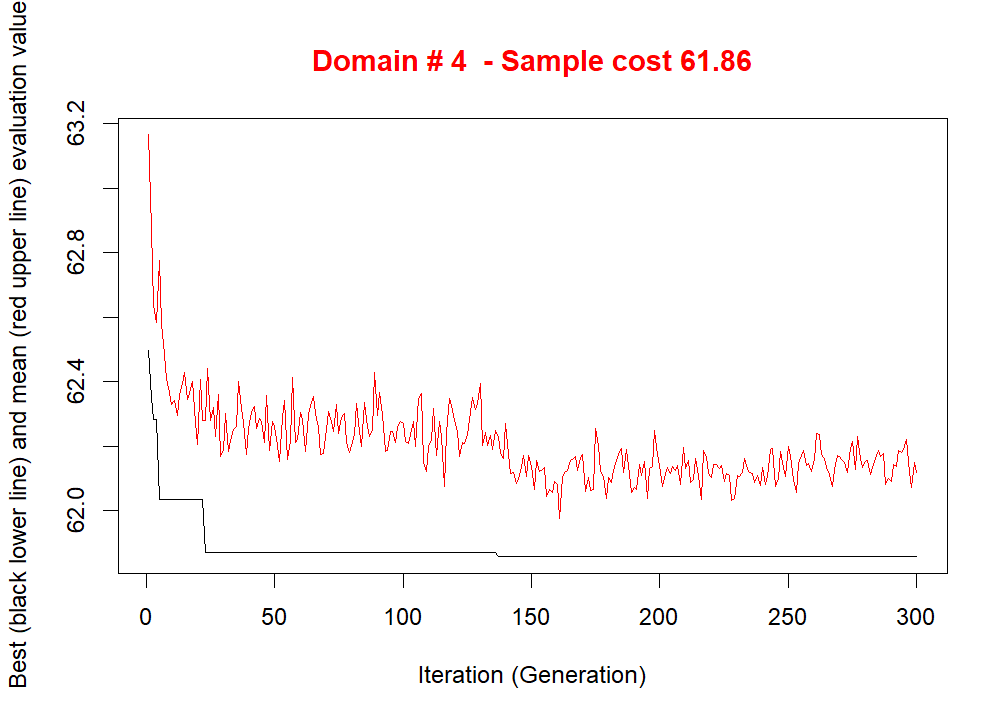 Domain # 4  - Sample cost 61.86
Best (black lower line) and mean (red upper line) evaluation value
63.2
62.8
62.4
62.0
0 50 100 150 200 250 300
Iteration (Generation)